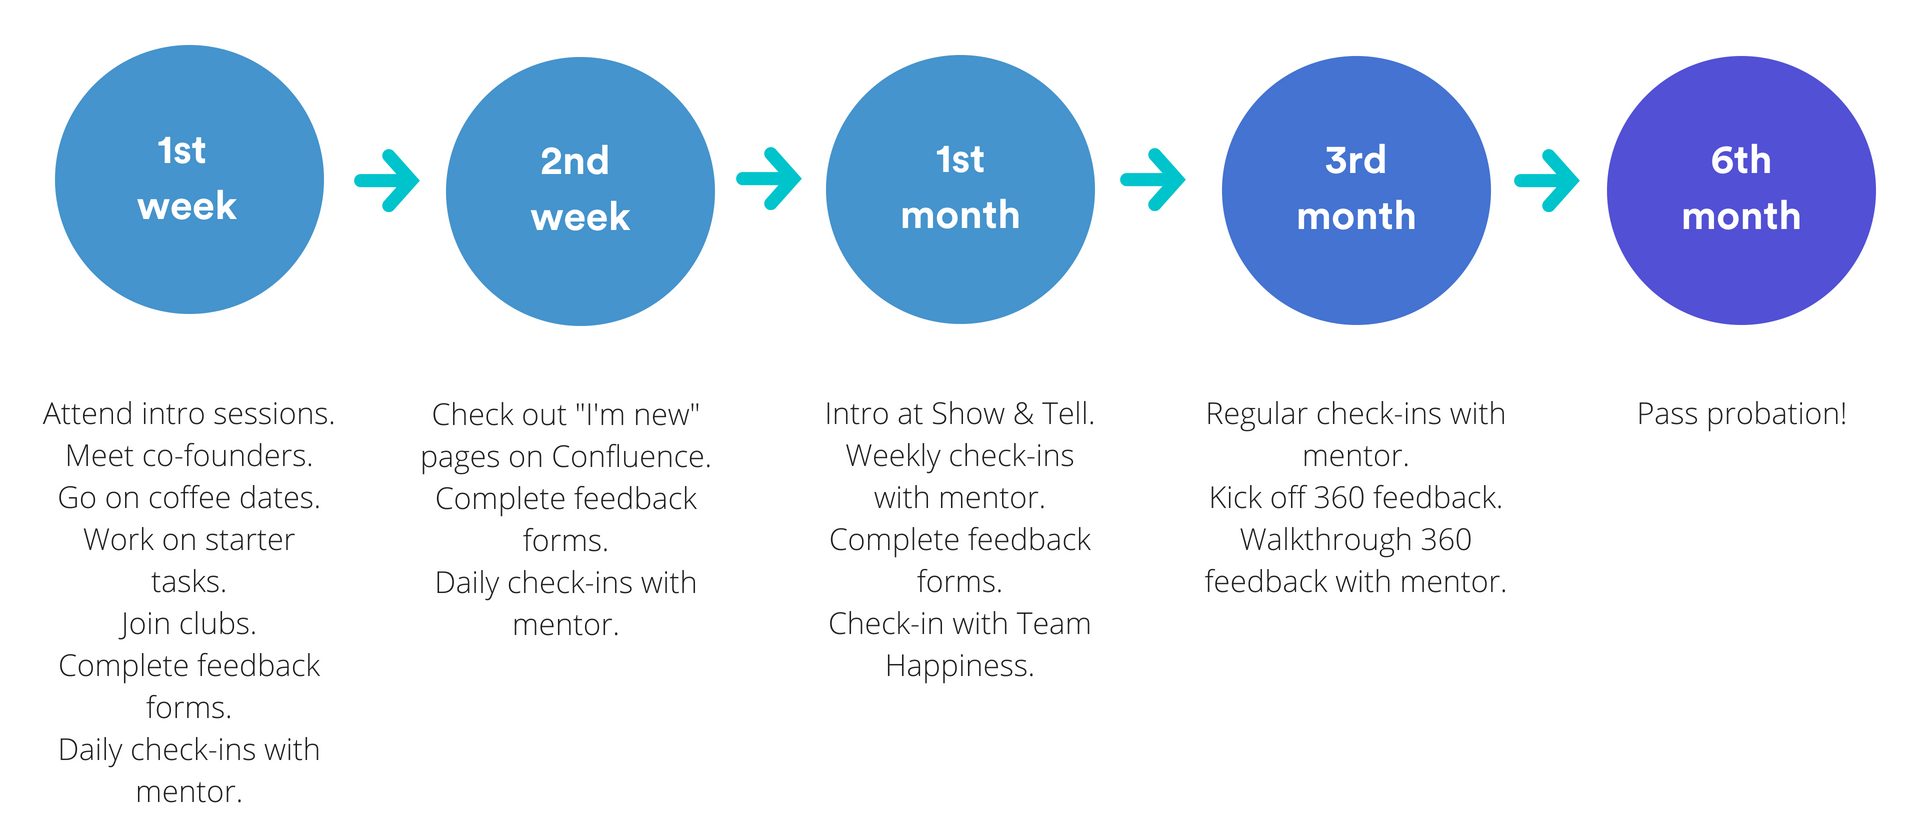 1st
week
2nd
week
1st
month
3rd
month
6th
month
Attend intro sessions.
Meet co-founders.
Go on coffee dates.
Work on starter
tasks.
Join clubs.
Complete feedback
forms.
Daily check-ins with
mentor.
Check out "I'm new"
pages on Confluence.
Complete feedback
forms.
Daily check-ins with
mentor.
Intro at Show & Tell.
Weekly check-ins
with mentor.
Complete feedback
forms.
Check-in with Team
Happiness.
Regular check-ins with
mentor.
Kick off 360 feedback.
Walkthrough 360
feedback with mentor.
Pass probation!